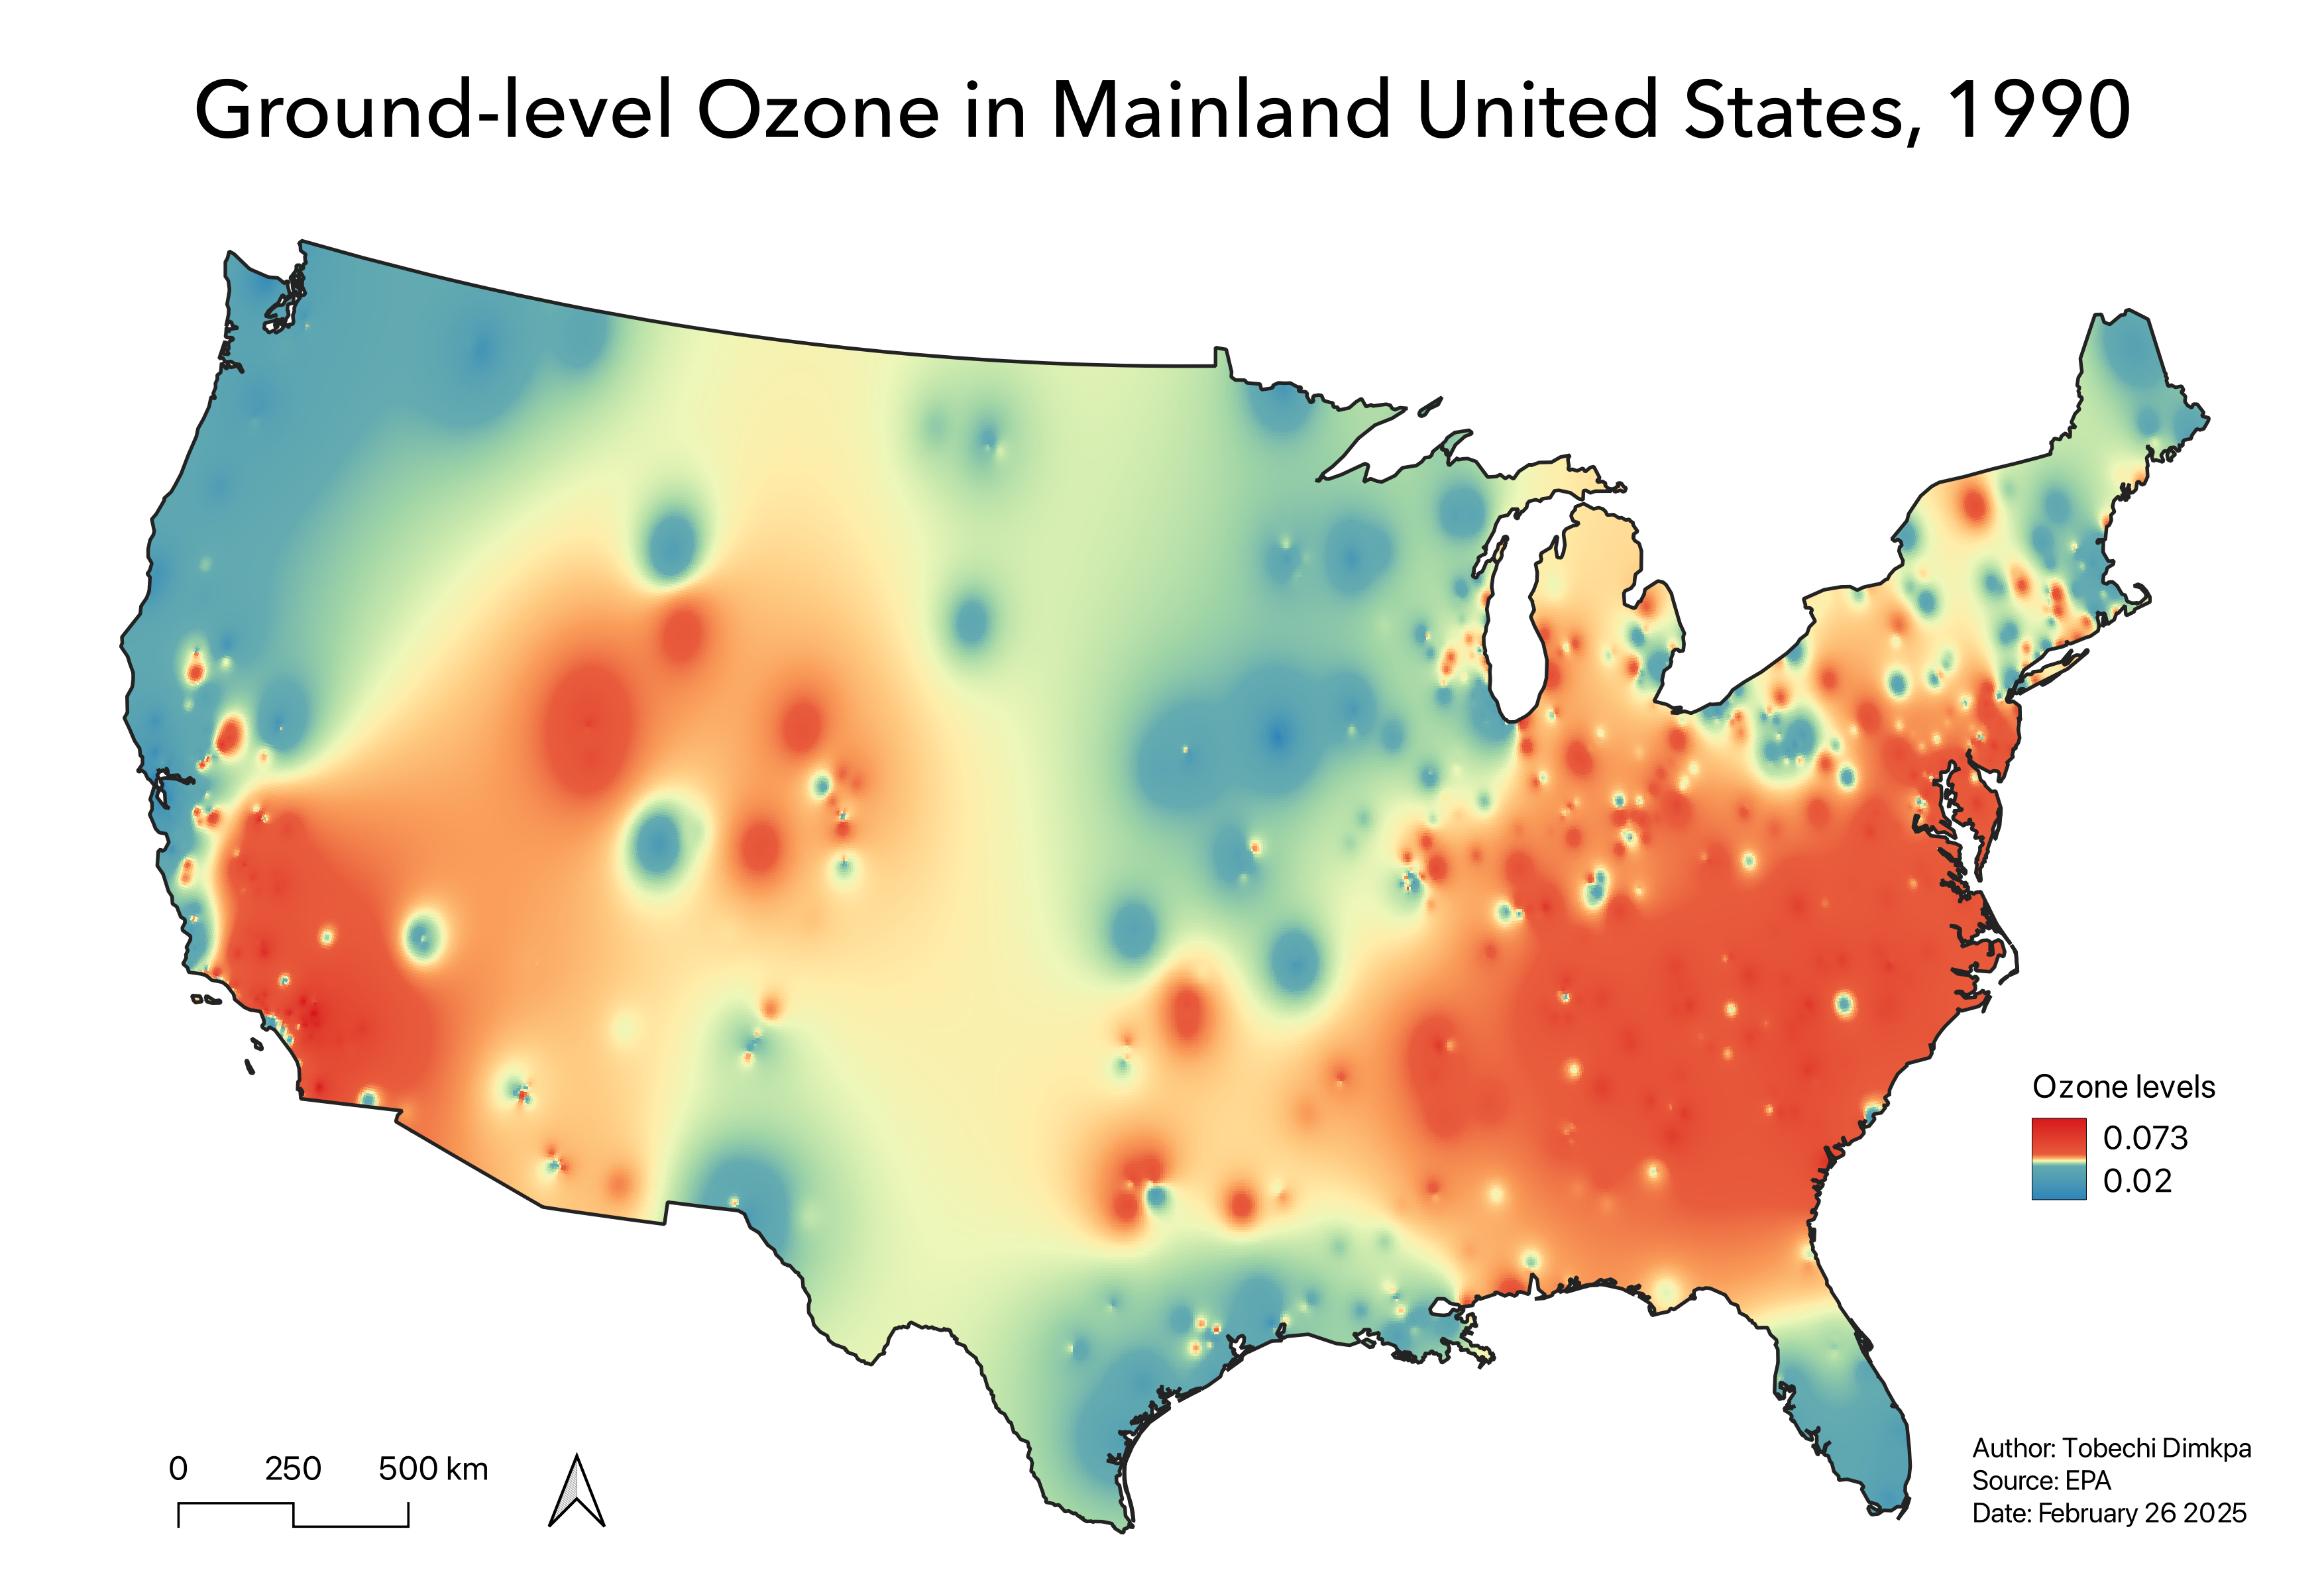 Ground-level Ozone in Mainland United States, 1990
Ozone levels
0.073
0.02
0 250 500 km
Author: Tobechi Dimkpa
Source: EPA
Date: February 26 2025